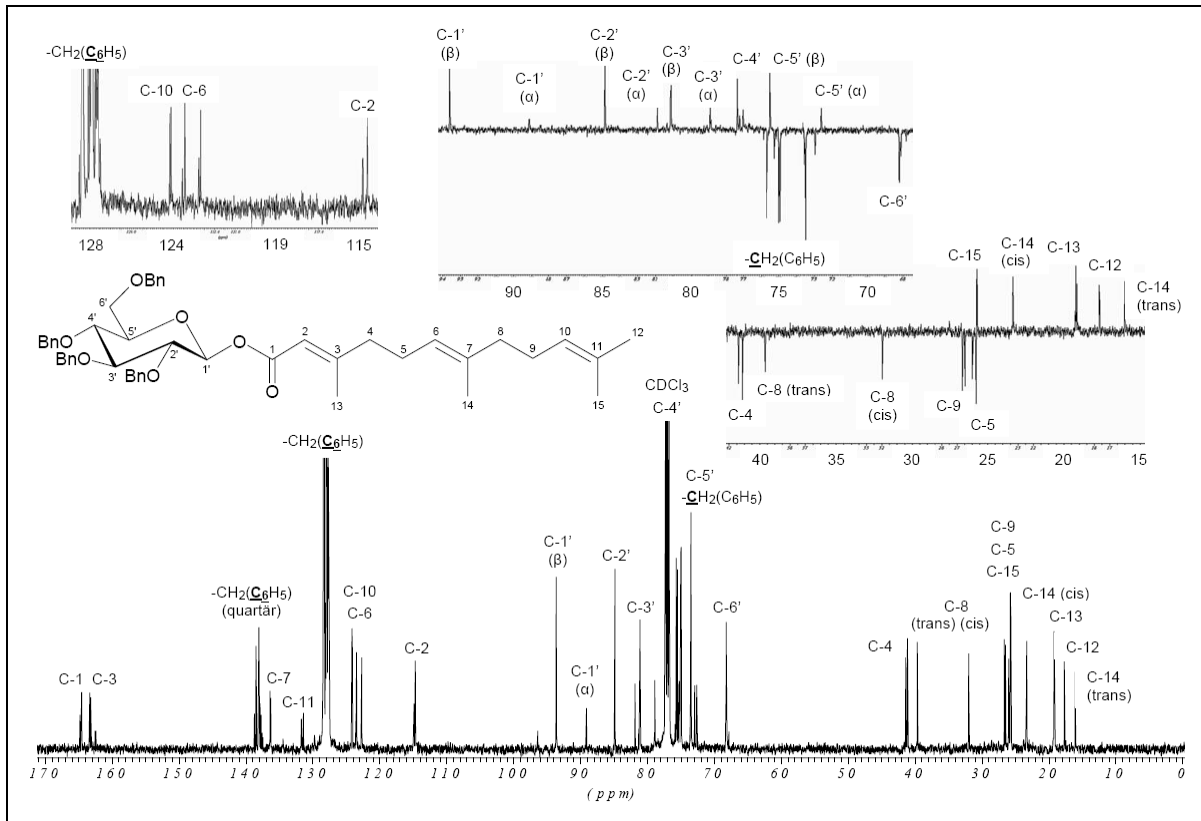 -CH2(C6H5)
C-10
C-6
C-2
128
124
119
115
C-1' (β)
C-1' (α)
C-2' (β)
C-2' (α)
C-3' (β)
C-3' (α)
C-4'
C-5' (β)
C-5' (α)
C-6'
-CH2(C6H5)
90 85 80 75 70
C-15
C-14 (cis)
C-13
C-12
C-14 (trans)
C-4
C-8 (trans)
C-8 (cis)
C-9
C-5
40 35 30 25 20 15
OBn
6'
4'
5'
O
BnO
BnO
3'
BnO
2'
1'
O
1
O
2
3
4
5
6
7
8
9
10
11
12
13
14
15
CDCl3
C-4'
C-5'
-CH2(C6H5)
-CH2(C6)
-CH2(C6H5)
(quartär)
C-1
C-3
C-7
C-11
C-10
C-6
C-2
C-1'
(β)
C-1'
(α)
C-2'
C-3'
C-6'
C-4
C-8
(trans) (cis)
C-9
C-5
C-15
C-14 (cis)
C-13
C-12
C-14
(trans)
170 160 150 140 130 120 110 100 90 80 70 60 50 40 30 20 10 0
(ppm)